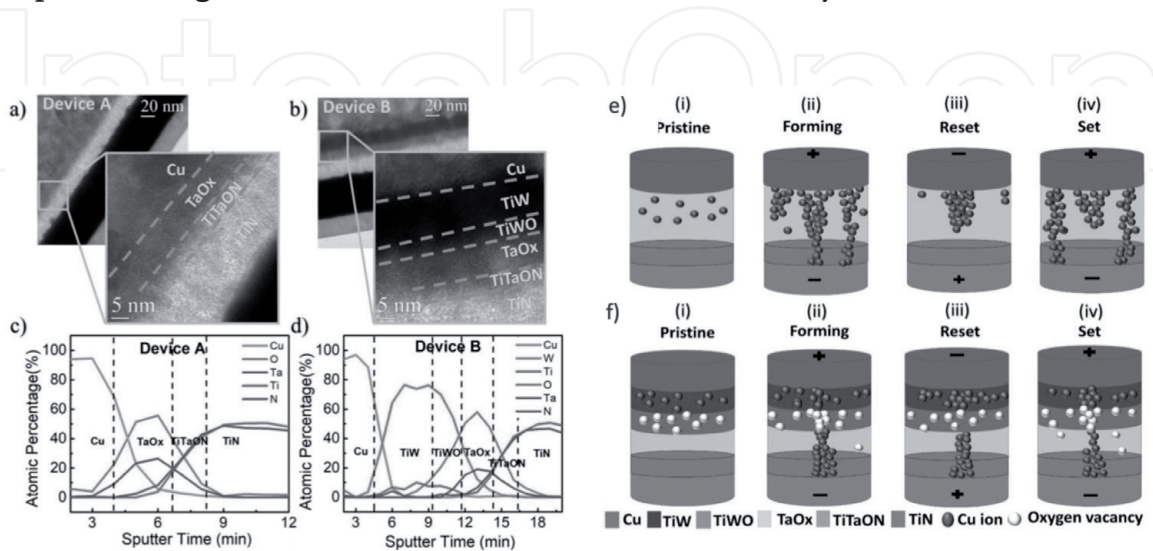 IntechOpen
a)
Device A
20 nm
Cu
TaOx
TiTaON
TiN
5 nm
b)
Device B
20 nm
Cu
TiW
TiWO
TaOx
TiTaON
TiN
5 nm
c)
Device A
Atomic Percentage(%)
100
80
60
40
20
0
Cu
O
Ta
Ti
N
Cu
TaOx
TiTaON
TiN
3
6
9
12
Sputter Time (min)
d)
Device B
Atomic Percentage(%)
100
80
60
40
20
0
Cu
W
Ti
O
Ta
N
Cu
TiW
TiWO
TaOx
TiTaON
TiN
3
6
9
12
15
18
Sputter Time (min)
e)
(i)
Pristine
(ii)
Forming
+
−
(iii)
Reset
−
+
(iv)
Set
+
−
f)
(i)
Pristine
(ii)
Forming
+
−
(iii)
Reset
−
+
(iv)
Set
+
−
Cu TiW TiWO TaOx TiTaON TiN Cu ion Oxygen vacancy